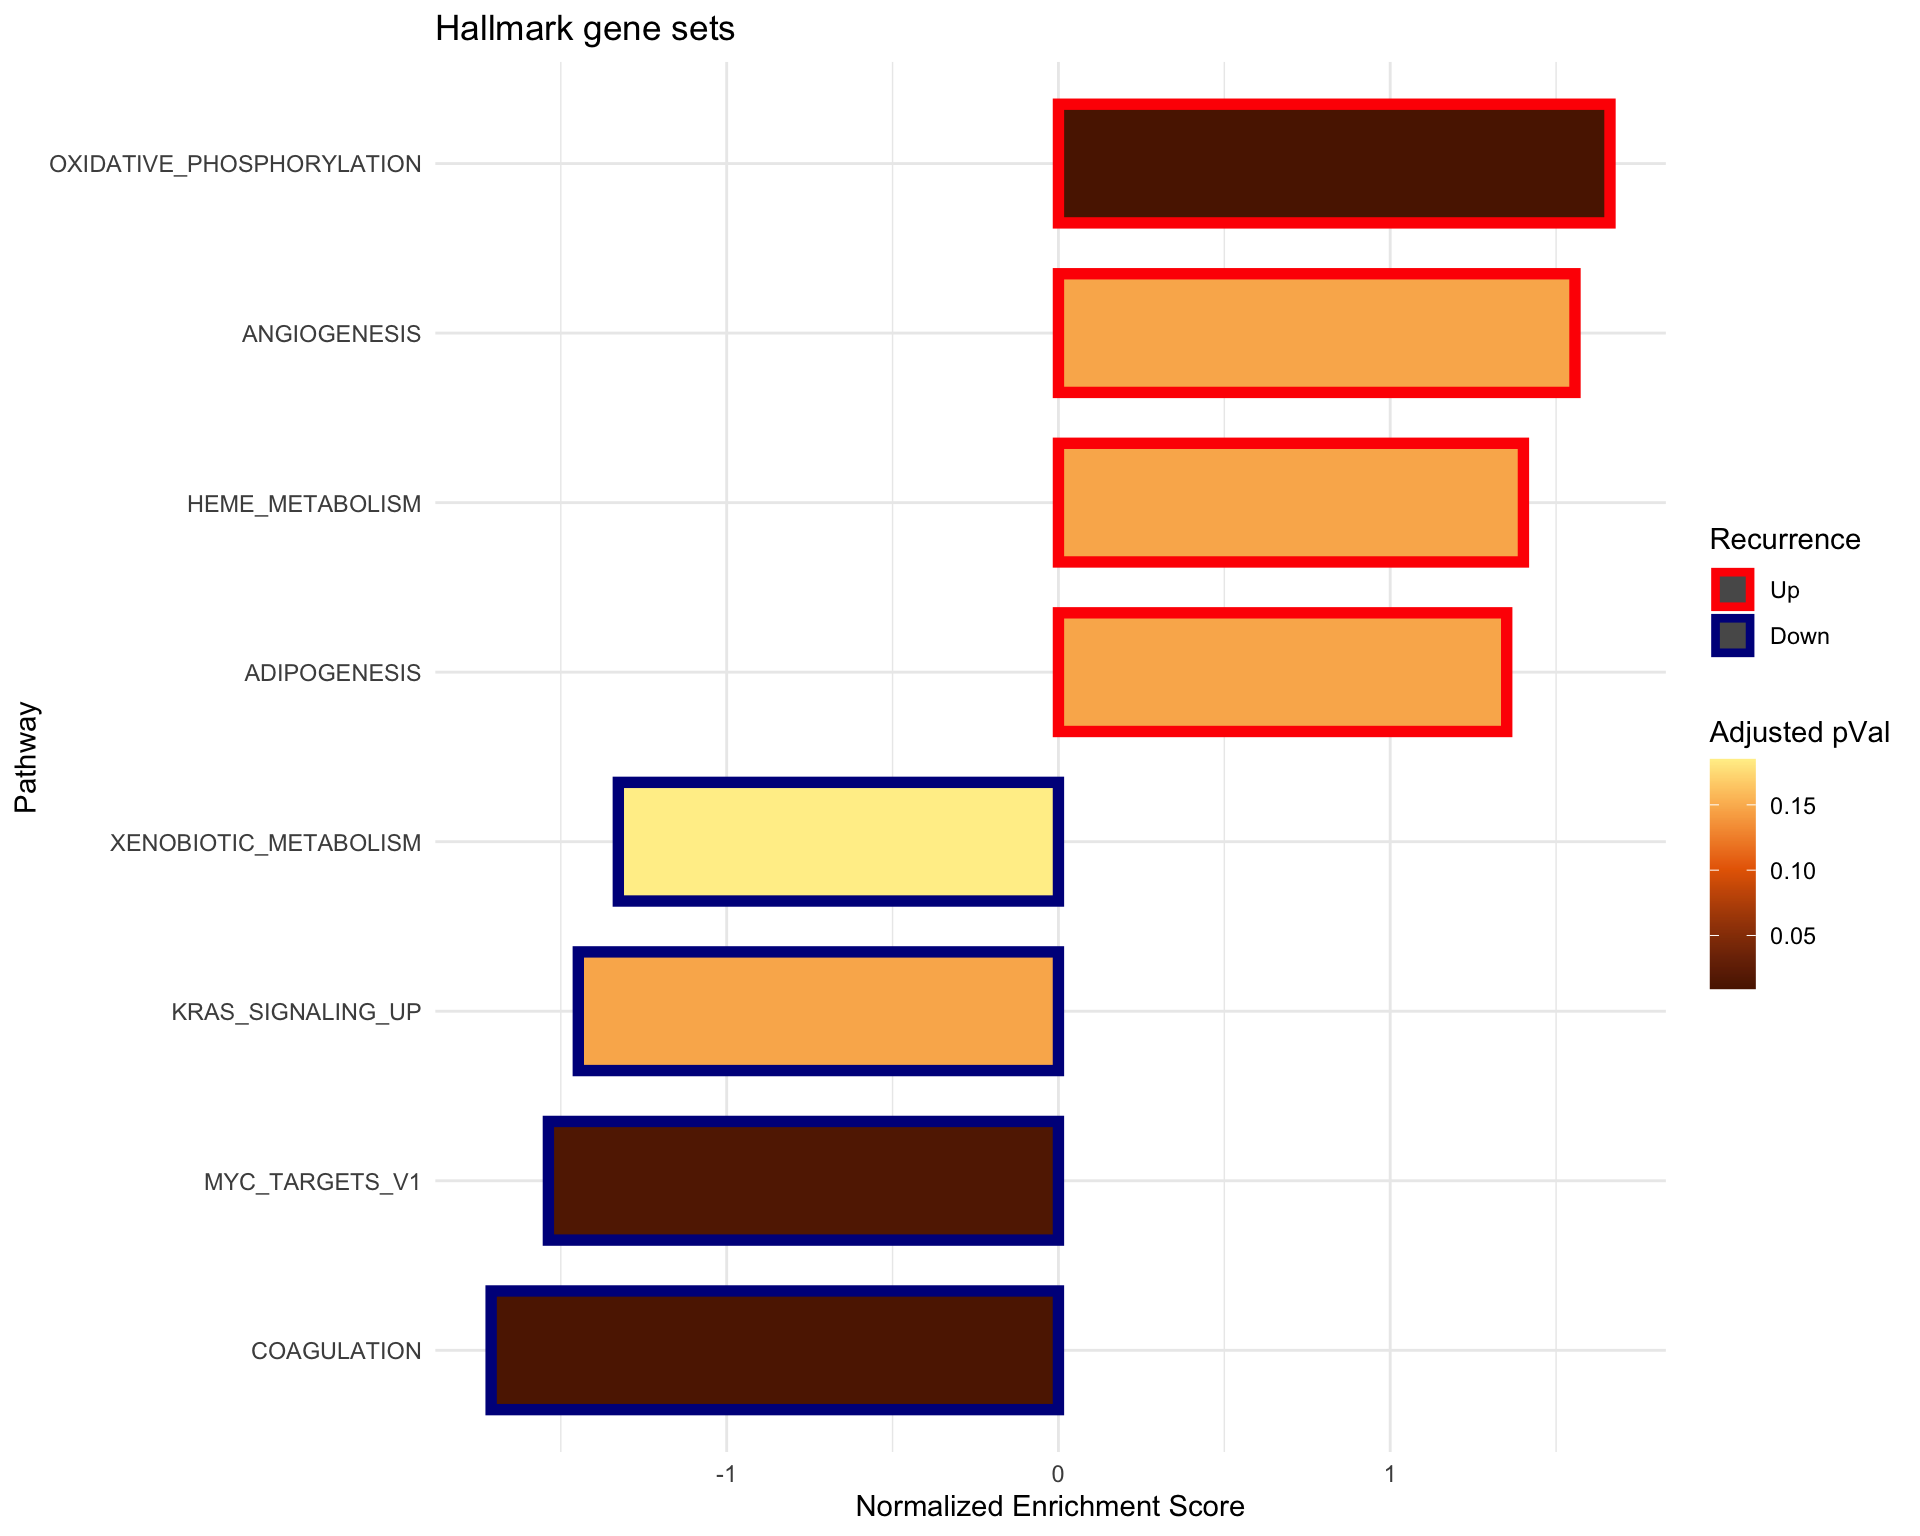 Hallmark gene sets
OXIDATIVE_PHOSPHORYLATION
ANGIOGENESIS
HEME_METABOLISM
ADIPOGENESIS
XENOBIOTIC_METABOLISM
KRAS_SIGNALING_UP
MYC_TARGETS_V1
COAGULATION
Pathway
-1
0
1
Normalized Enrichment Score
Recurrence
Up
Down
Adjusted pVal
0.15
0.10
0.05